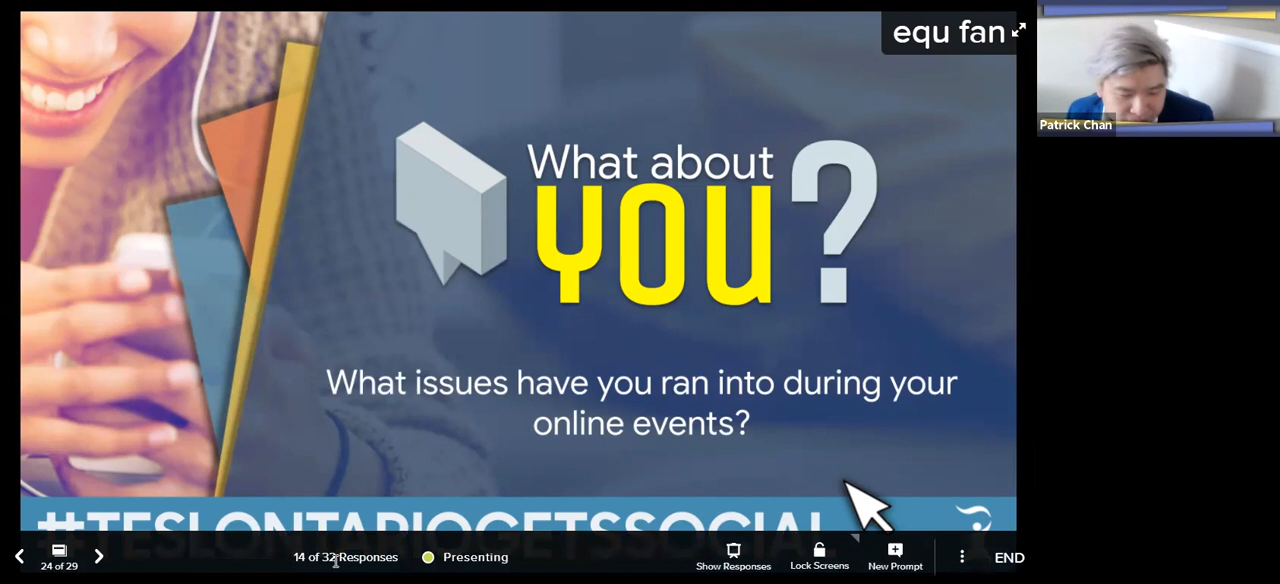 equ fan
Patrick Chan
What about
YOU?
What issues have you ran into during your
online events?
#TESLONTARIOGETSSOCIAL
24 of 29
14 of 32 Responses
Presenting
Show Responses
Lock Screens
New Prompt
END